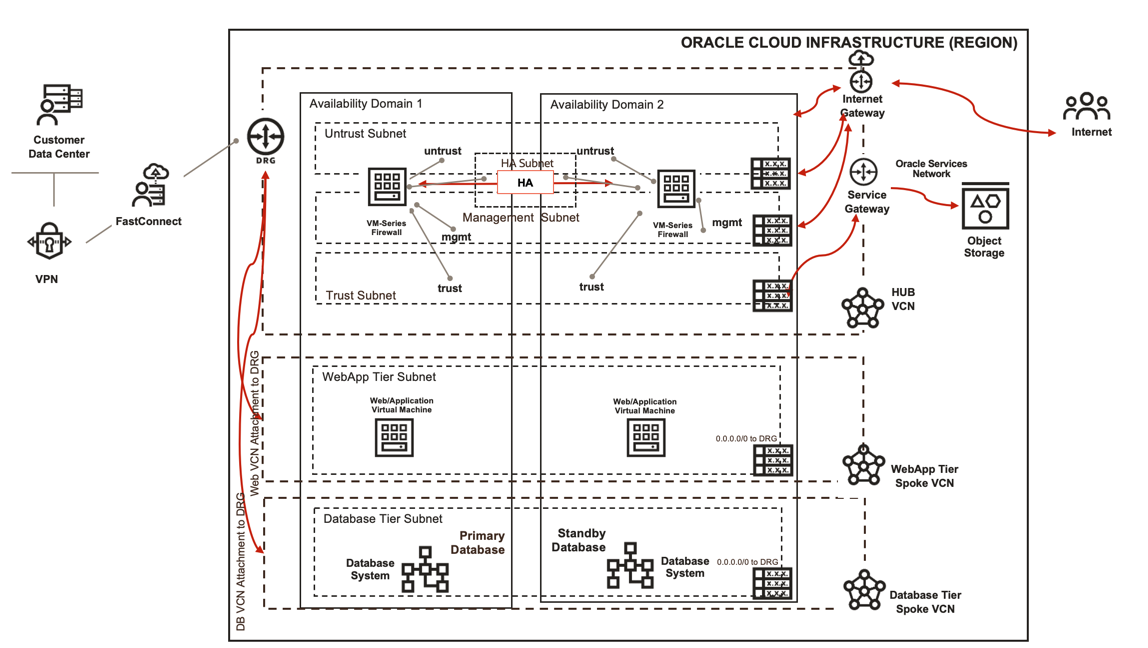 ORACLE CLOUD INFRASTRUCTURE (REGION)
Customer
Data Center
VPN
FastConnect
DRG
Availability Domain 1
Availability Domain 2
Internet
Gateway
Internet
Untrust Subnet
untrust
HA Subnet
untrust
HA
VM-Series
Firewall
VM-Series
Firewall
Management Subnet
mgmt
mgmt
trust
trust
Trust Subnet
X.X.X.
X.X.X.
X.X.X.
Oracle Services
Network
Service
Gateway
Object
Storage
HUB
VCN
Web VCN Attachment to DRG
WebApp Tier Subnet
Web/Application
Virtual Machine
Web/Application
Virtual Machine
0.0.0.0/0 to DRG
X.X.X.
WebApp Tier
Spoke VCN
DB VCN Attachment to DRG
Database Tier Subnet
Primary
Database
Database
System
Standby
Database
Database
System
0.0.0.0/0 to DRG
X.X.X.
Database Tier
Spoke VCN